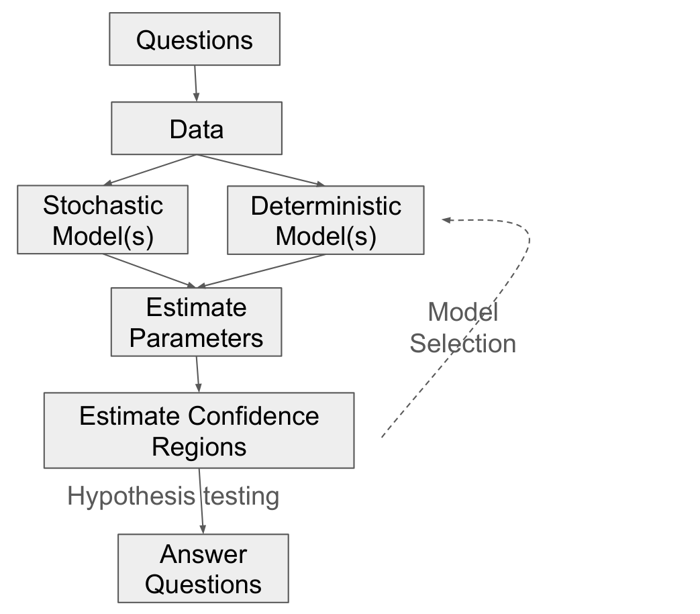 Questions
Data
Stochastic
Model(s)
Deterministic
Model(s)
Estimate
Parameters
Model
Selection
Estimate Confidence
Regions
Hypothesis testing
Answer
Questions